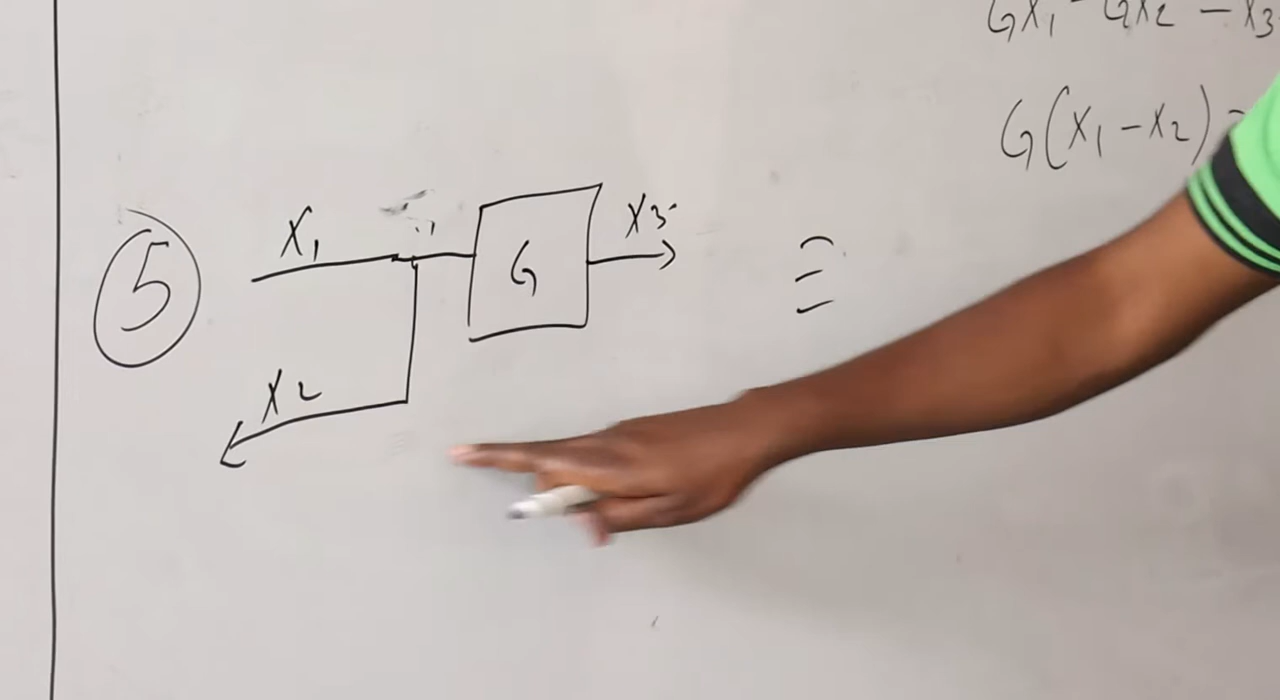 GX₁ - GX₂ - X₃
G(X₁ - X₂)
⑤
X₁
G
X₃
≡
X₂